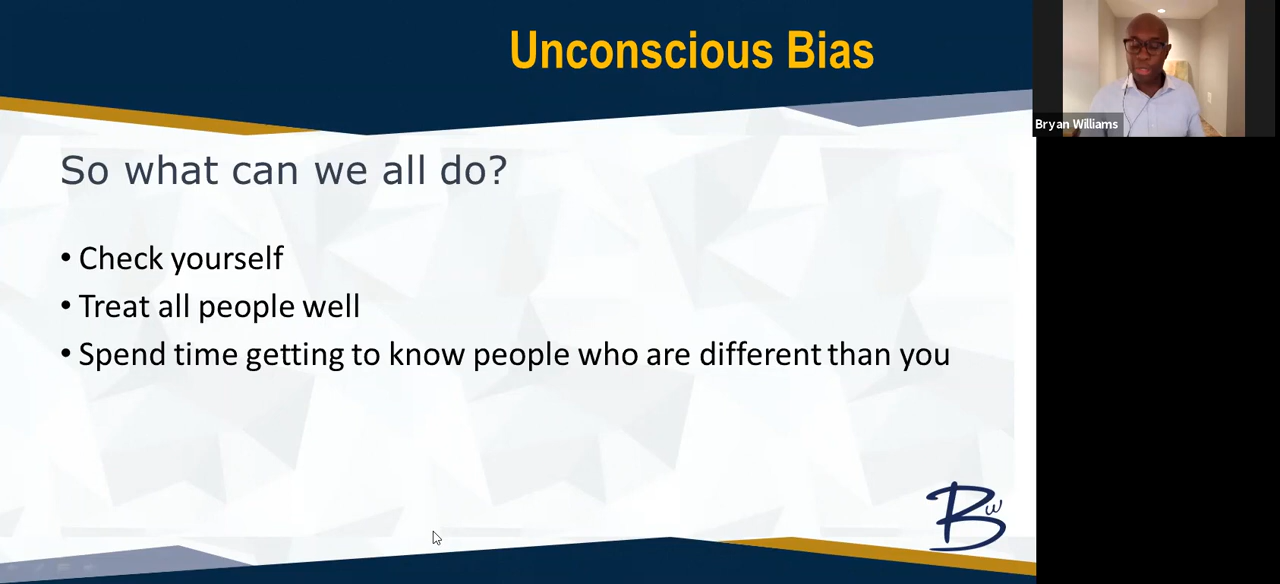 Unconscious Bias
Bryan Williams
So what can we all do?
• Check yourself
• Treat all people well
• Spend time getting to know people who are different than you
BW